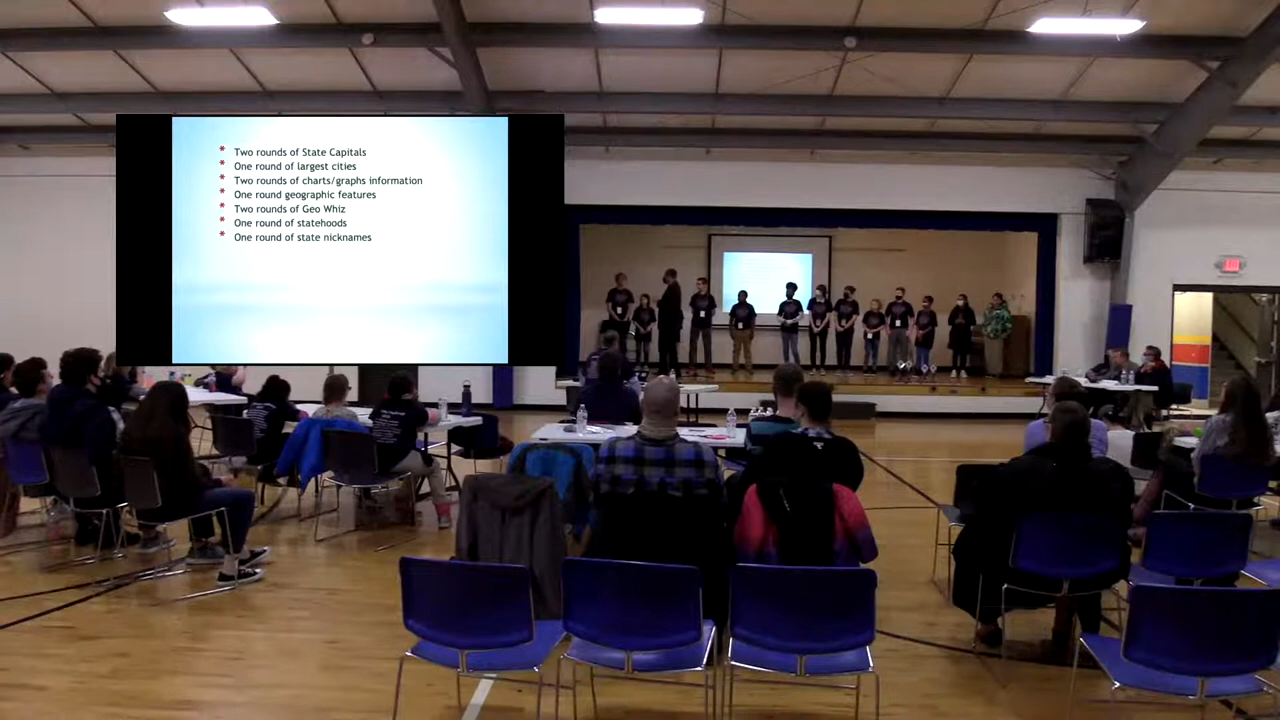 * Two rounds of State Capitals
* One round of largest cities
* Two rounds of charts/graphs information
* One round geographic features
* Two rounds of Geo Whiz
* One round of statehoods
* One round of state nicknames